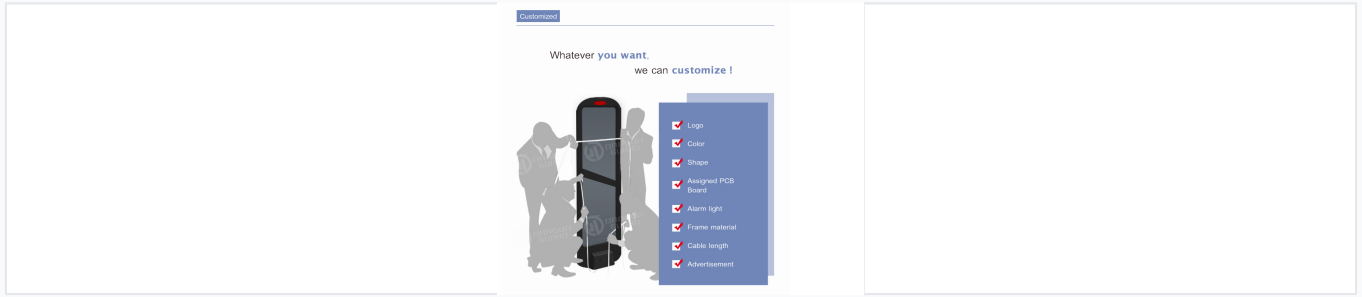 Customized
Whatever you want,
we can customize !
Logo
Color
Shape
Assigned PCB
Board
Alarm light
Frame material
Cable length
Advertisement